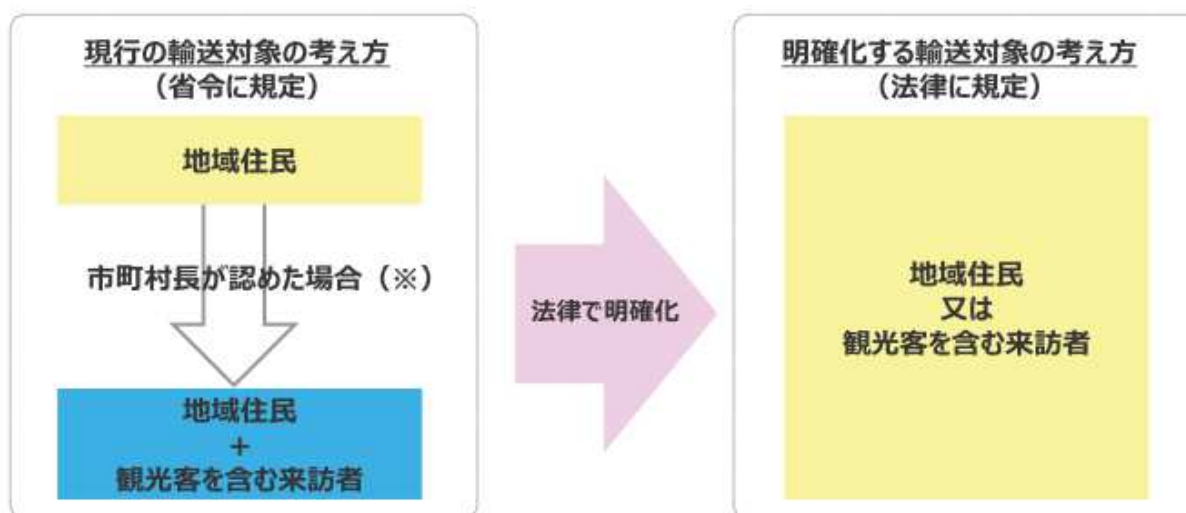 現行の輸送対象の考え方
（省令に規定）
地域住民
市町村長が認めた場合（※）
地域住民
+
観光客を含む来訪者
法律で明確化
明確化する輸送対象の考え方
（法律に規定）
地域住民
又は
観光客を含む来訪者